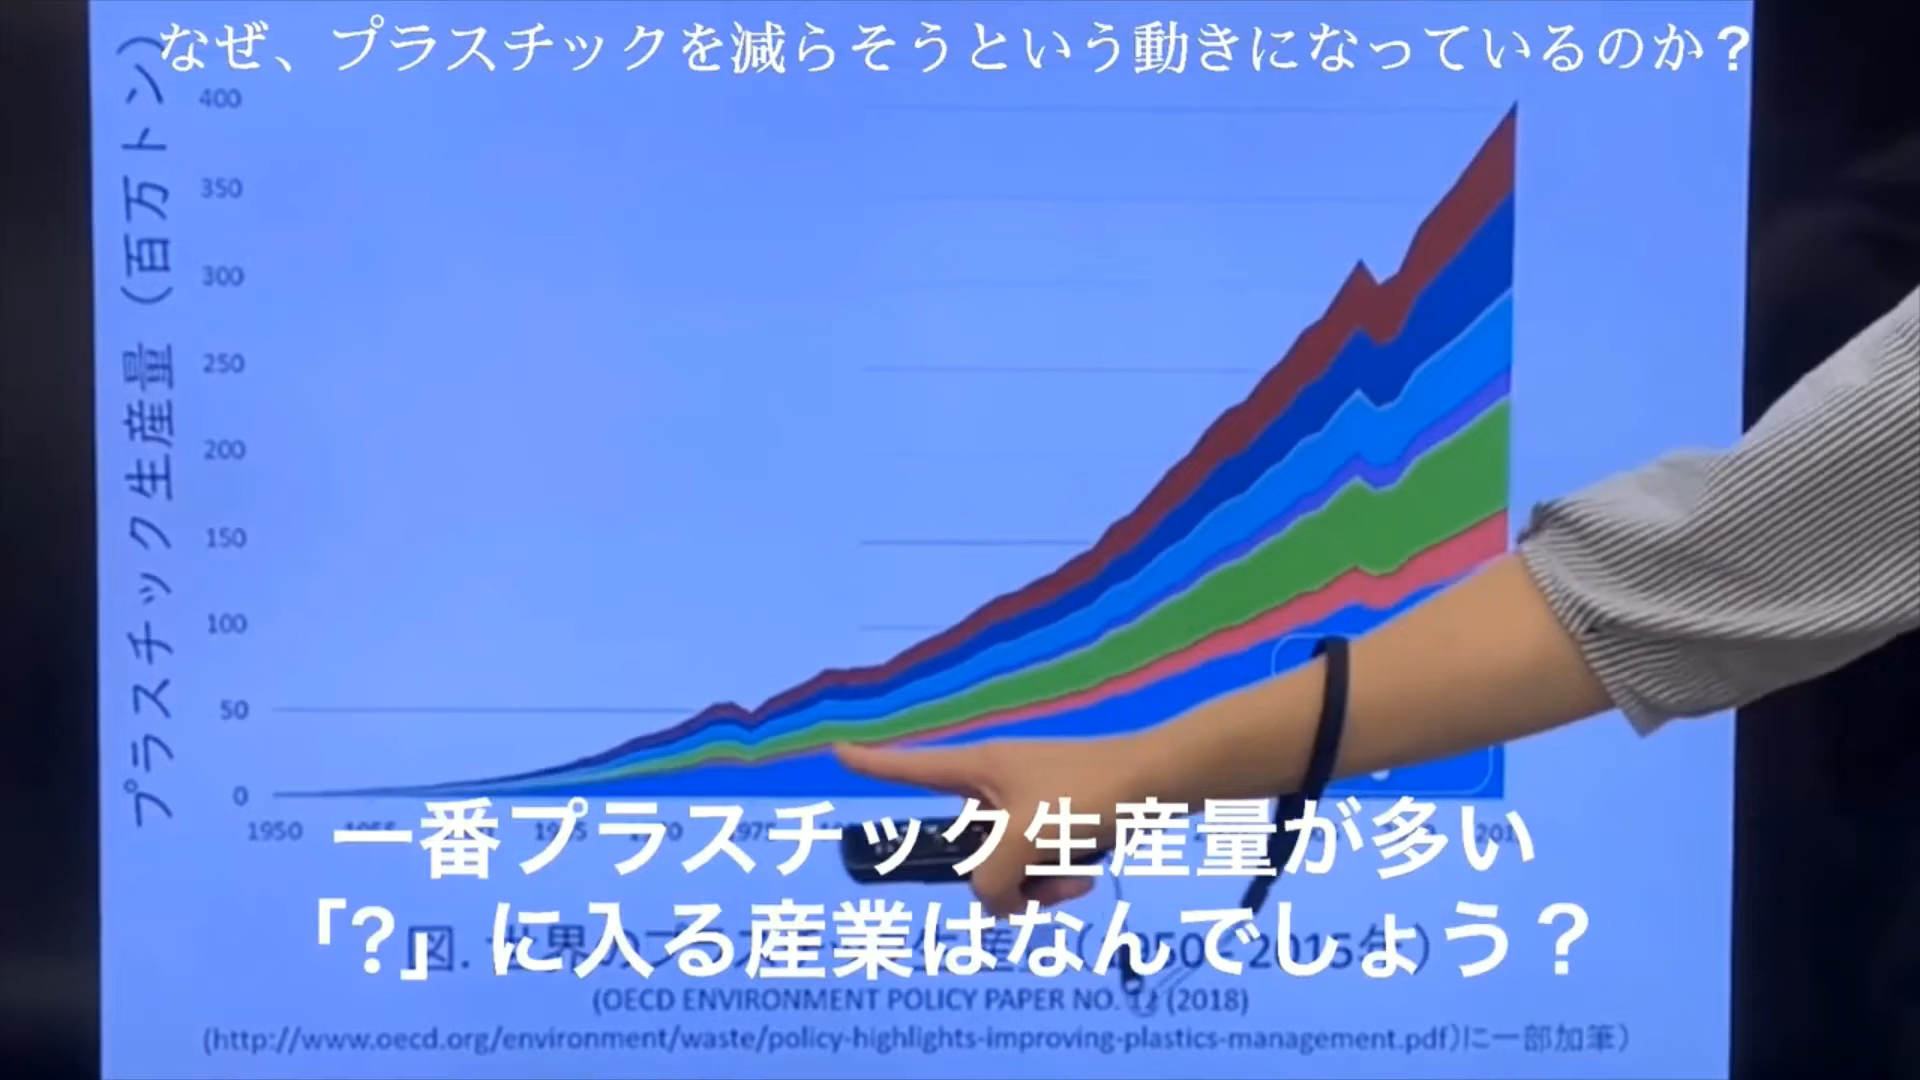 なぜ、プラスチックを減らそうという動きになっているのか?
プラスチック生産量（百万トン）
400
350
300
250
200
150
100
50
0
1950
一番プラスチック生産量が多い
「?」に入る産業はなんでしょう？
(OECD ENVIRONMENT POLICY PAPER NO. 12 (2018)
(http://www.oecd.org/environment/waste/policy-highlights-improving-plastics-management.pdf)に一部加筆）